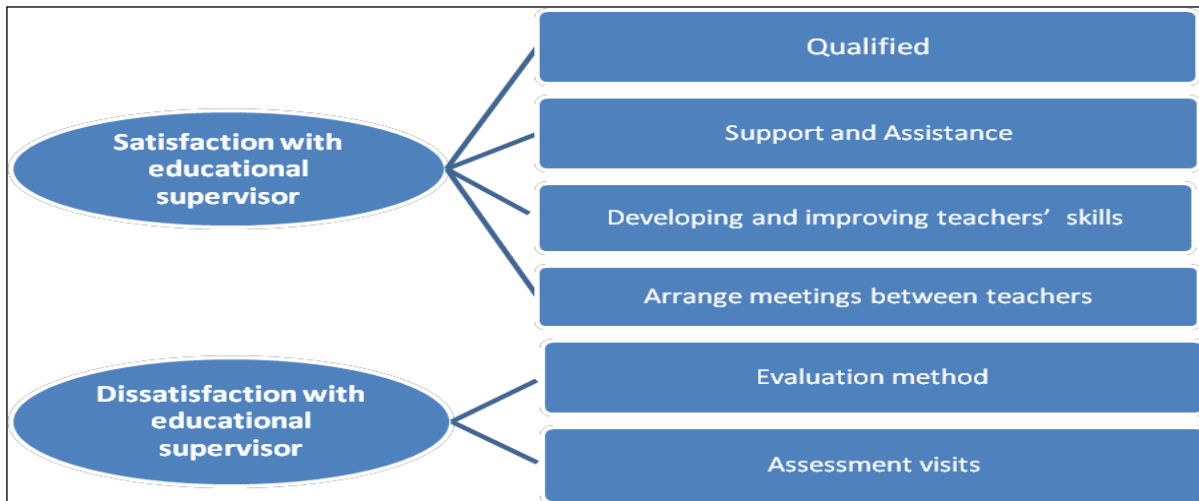 Satisfaction with
educational
supervisor
Qualified
Support and Assistance
Developing and improving teachers’ skills
Arrange meetings between teachers
Dissatisfaction with
educational
supervisor
Evaluation method
Assessment visits